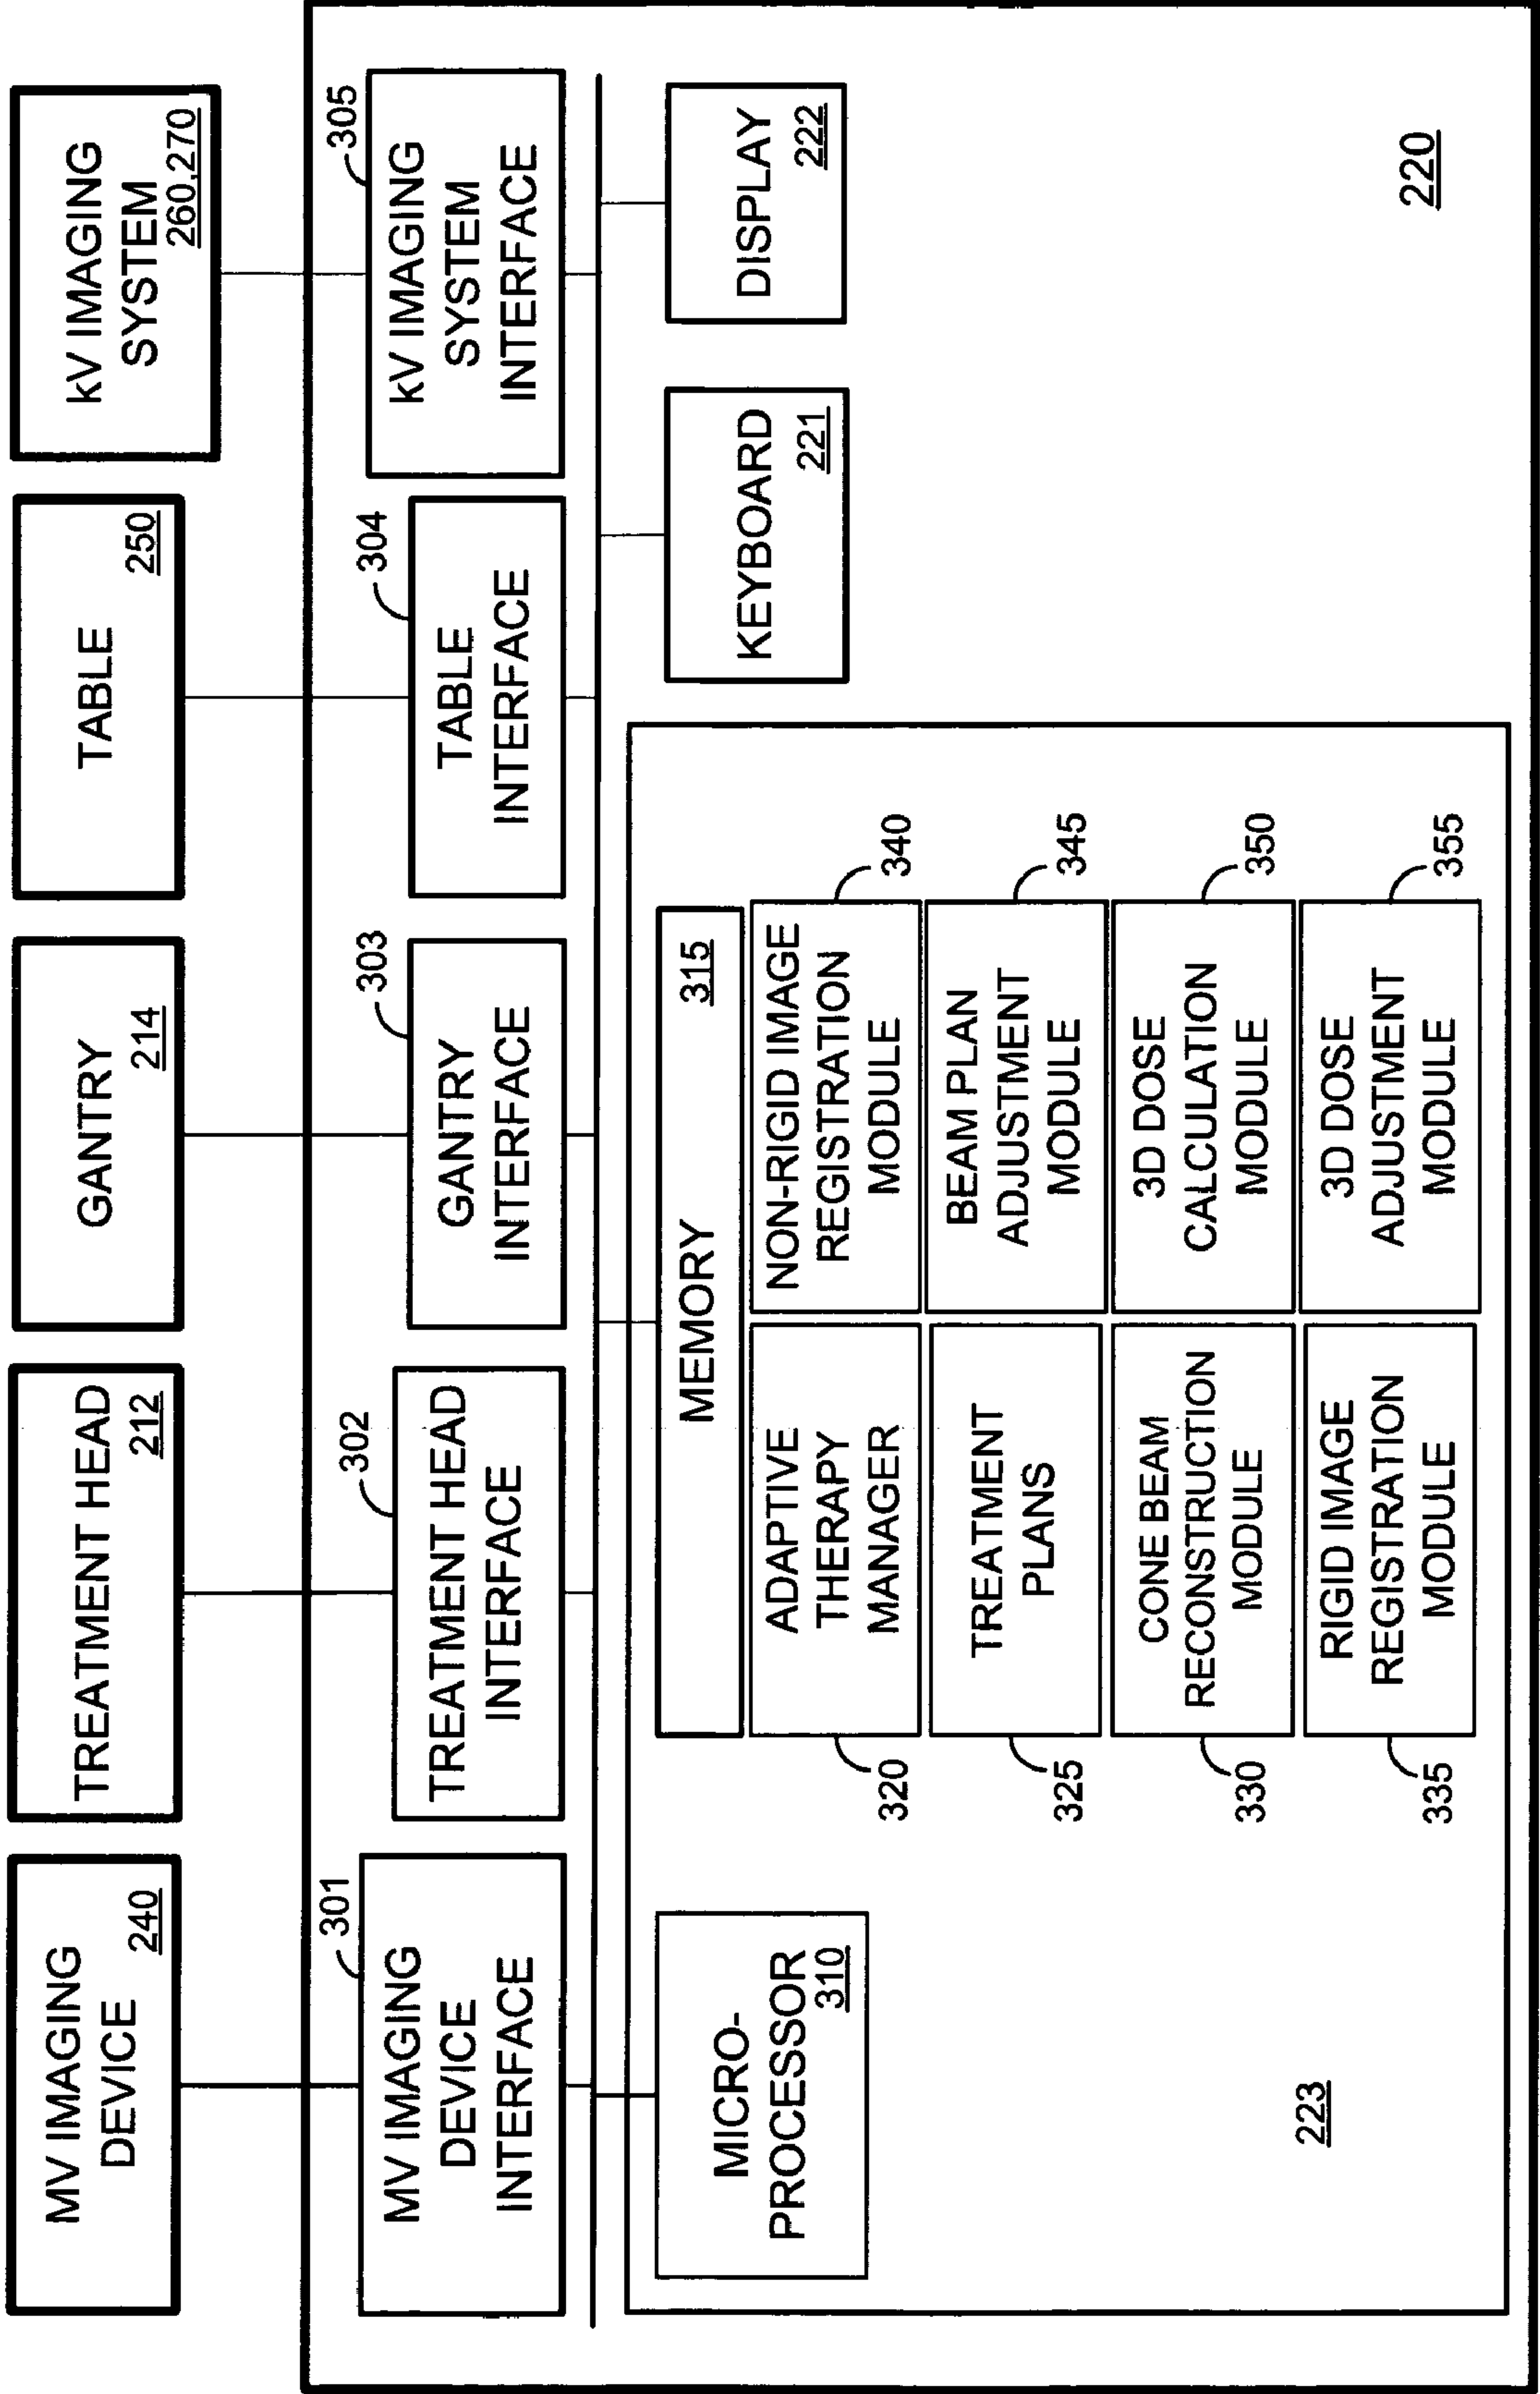 MV IMAGING
DEVICE
240
TREATMENT HEAD
212
GANTRY
214
TABLE
250
kV IMAGING
SYSTEM
260,270
301
MV IMAGING
DEVICE
INTERFACE
302
TREATMENT HEAD
INTERFACE
303
GANTRY
INTERFACE
304
TABLE
INTERFACE
305
kV IMAGING
SYSTEM
INTERFACE
MICRO-
PROCESSOR
310
MEMORY
315
320
ADAPTIVE
THERAPY
MANAGER
NON-RIGID IMAGE
REGISTRATION
MODULE
340
325
TREATMENT
PLANS
BEAM PLAN
ADJUSTMENT
MODULE
345
330
CONE BEAM
RECONSTRUCTION
MODULE
3D DOSE
CALCULATION
MODULE
350
335
RIGID IMAGE
REGISTRATION
MODULE
3D DOSE
ADJUSTMENT
MODULE
355
223
KEYBOARD
221
DISPLAY
222
220